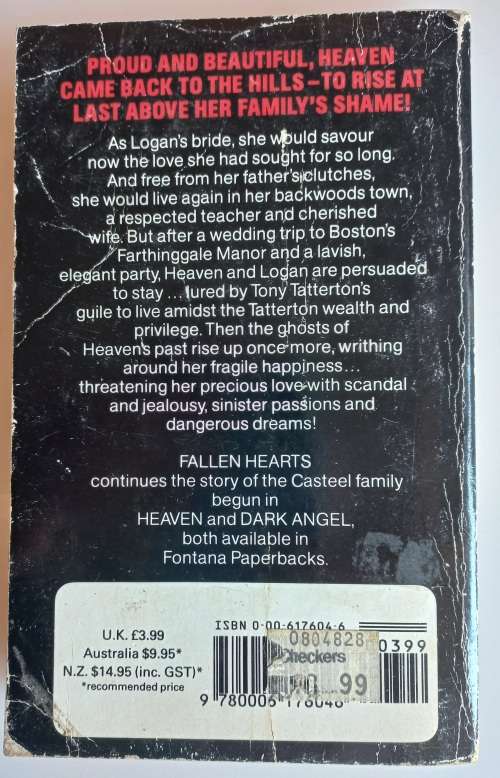 PROUD AND BEAUTIFUL, HEAVEN
CAME BACK TO THE HILLS–TO RISE AT
LAST ABOVE HER FAMILY'S SHAME!
As Logan's bride, she would savour
now the love she had sought for so long.
And free from her father's clutches,
she would live again in her backwoods town,
a respected teacher and cherished
wife. But after a wedding trip to Boston's
Farthinggale Manor and a lavish,
elegant party, Heaven and Logan are persuaded
to stay ... lured by Tony Tatterton's
guile to live amidst the Tatterton wealth and
privilege. Then the ghosts of
Heaven's past rise up once more, writhing
around her fragile happiness...
threatening her precious love with scandal
and jealousy, sinister passions and
dangerous dreams!
FALLEN HEARTS
continues the story of the Casteel family
begun in
HEAVEN and DARK ANGEL,
both available in
Fontana Paperbacks.
U.K. £3.99
Australia $9.95*
N.Z. $14.95 (inc. GST)*
*recommended price
ISBN 0-00-617604-6
0804828
Checkers
99
0399
9 780006 176046